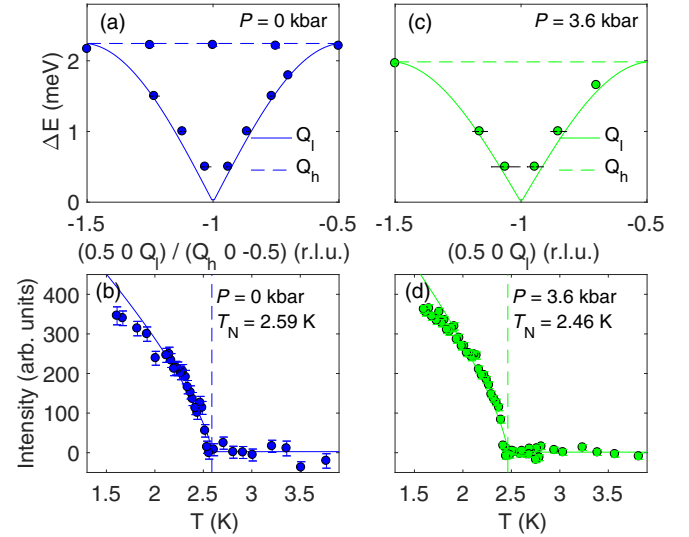 (a)
P = 0 kbar
2
1
0
ΔE (meV)
Q_l
Q_h
-1.5
-1
-0.5
(0.5 0 Q_l) / (Q_h 0 -0.5) (r.l.u.)
(c)
P = 3.6 kbar
Q_l
Q_h
-1.5
-1
-0.5
(0.5 0 Q_l) (r.l.u.)
(b)
P = 0 kbar
T_N = 2.59 K
400
300
200
100
0
Intensity (arb. units)
1.5
2
2.5
3
3.5
T (K)
(d)
P = 3.6 kbar
T_N = 2.46 K
1.5
2
2.5
3
3.5
T (K)